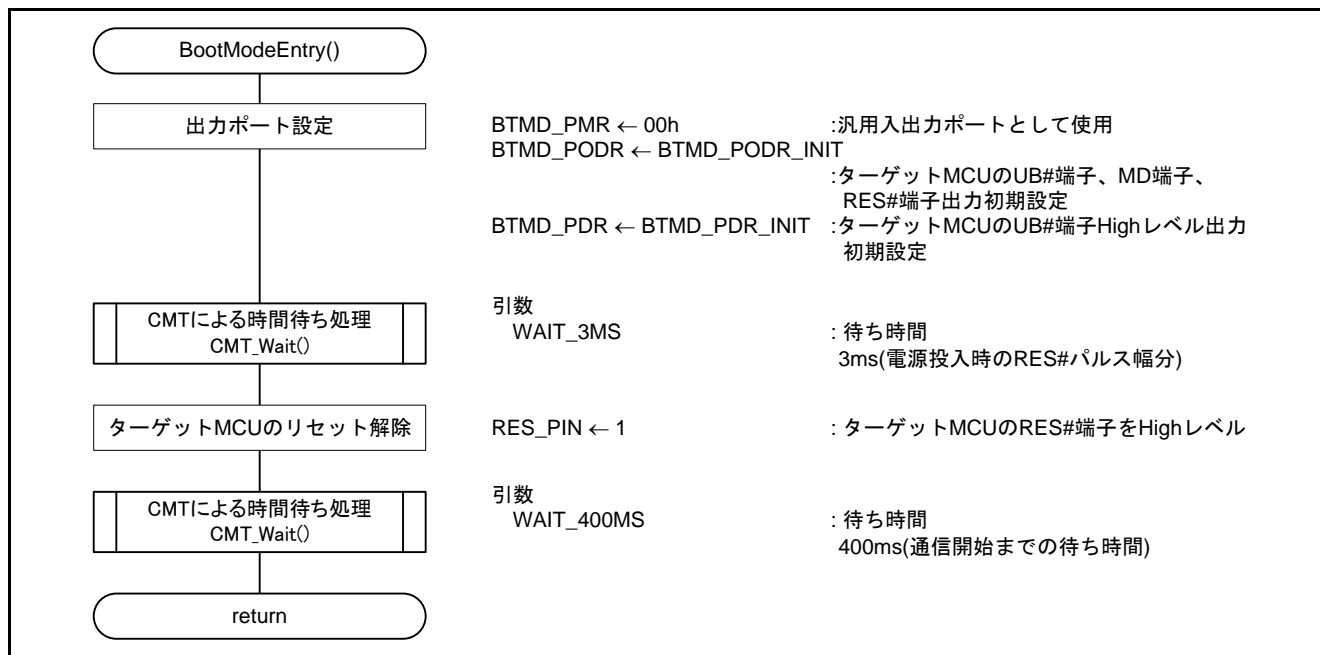 BootModeEntry()
出力ポート設定
BTMD_PMR ← 00h :汎用入出力ポートとして使用
BTMD_PODR ← BTMD_PODR_INIT
:ターゲットMCUのUB#端子、MD端子、
RES#端子出力初期設定
BTMD_PDR ← BTMD_PDR_INIT :ターゲットMCUのUB#端子Highレベル出力
初期設定
CMTによる時間待ち処理
CMT_Wait()
引数
WAIT_3MS : 待ち時間
3ms(電源投入時のRES#パルス幅分)
ターゲットMCUのリセット解除
RES_PIN ← 1 : ターゲットMCUのRES#端子をHighレベル
CMTによる時間待ち処理
CMT_Wait()
引数
WAIT_400MS : 待ち時間
400ms(通信開始までの待ち時間)
return